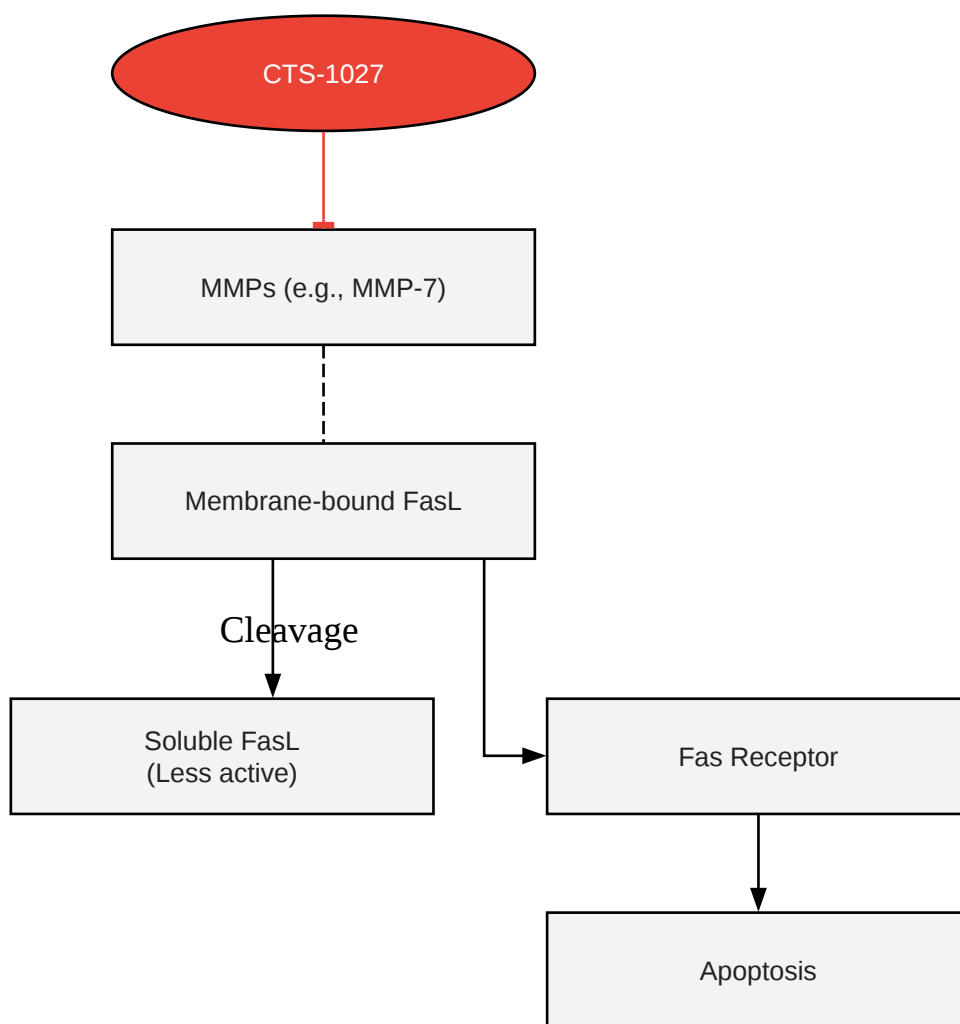 CTS-1027
MMPs (e.g., MMP-7)
Membrane-bound FasL
Cleavage
Soluble FasL
(Less active)
Fas Receptor
Apoptosis